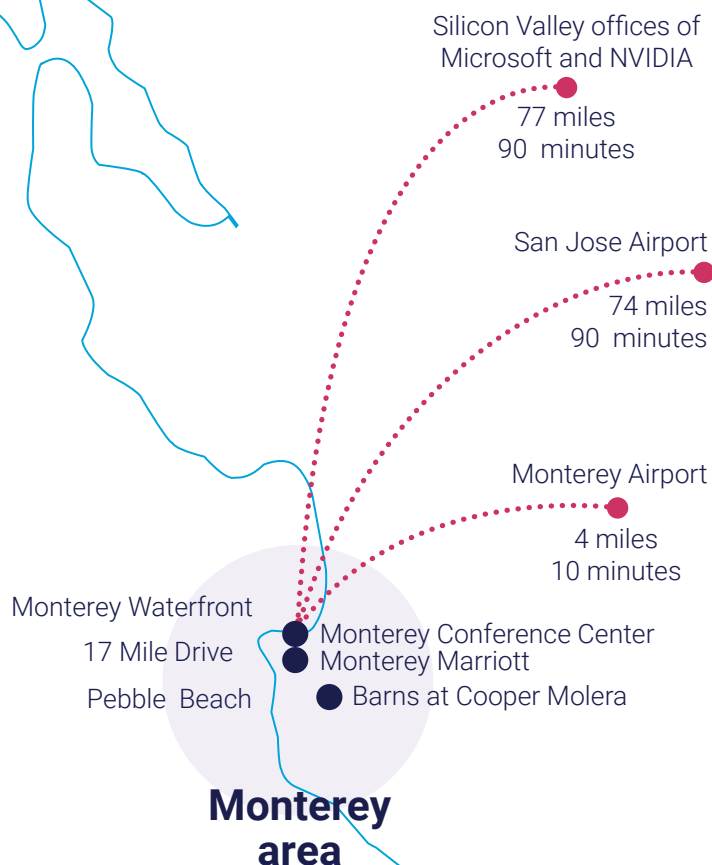 Silicon Valley offices of
Microsoft and NVIDIA
77 miles
90 minutes
San Jose Airport
74 miles
90 minutes
Monterey Airport
4 miles
10 minutes
Monterey Waterfront
17 Mile Drive
Pebble Beach
Monterey Conference Center
Monterey Marriott
Barns at Cooper Molera
Monterey
area